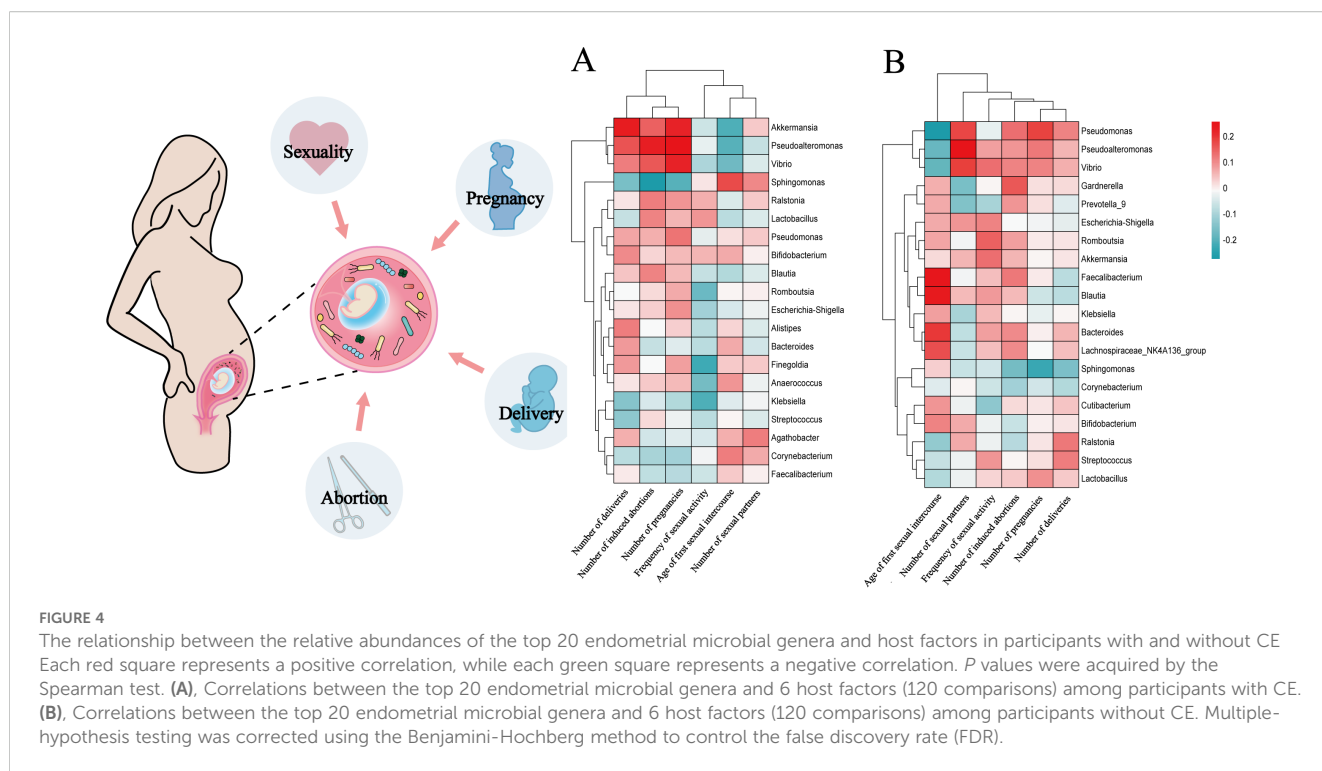 Sexuality
Pregnancy
Delivery
Abortion
A
Akkermansia
Pseudoalteromonas
Vibrio
Sphingomonas
Ralstonia
Lactobacillus
Pseudomonas
Bifidobacterium
Blautia
Romboutsia
Escherichia-Shigella
Alistipes
Bacteroides
Finegoldia
Anaerococcus
Klebsiella
Streptococcus
Agathobacter
Corynebacterium
Faecalibacterium
Number of deliveries
Number of induced abortions
Number of pregnancies
Frequency of sexual activity
Age of first sexual intercourse
Number of sexual partners
B
Pseudomonas
Pseudoalteromonas
Vibrio
Gardnerella
Prevotella_9
Escherichia-Shigella
Romboutsia
Akkermansia
Faecalibacterium
Blautia
Klebsiella
Bacteroides
Lachnospiraceae_NK4A136_group
Sphingomonas
Corynebacterium
Cutibacterium
Bifidobacterium
Ralstonia
Streptococcus
Lactobacillus
Age of first sexual intercourse
Number of sexual partners
Frequency of sexual activity
Number of induced abortions
Number of pregnancies
Number of deliveries
0.2
0.1
0
-0.1
-0.2
FIGURE 4
The relationship between the relative abundances of the top 20 endometrial microbial genera and host factors in participants with and without CE
Each red square represents a positive correlation, while each green square represents a negative correlation. P values were acquired by the
Spearman test. (A), Correlations between the top 20 endometrial microbial genera and 6 host factors (120 comparisons) among participants with CE.
(B), Correlations between the top 20 endometrial microbial genera and 6 host factors (120 comparisons) among participants without CE. Multiple-
hypothesis testing was corrected using the Benjamini-Hochberg method to control the false discovery rate (FDR).